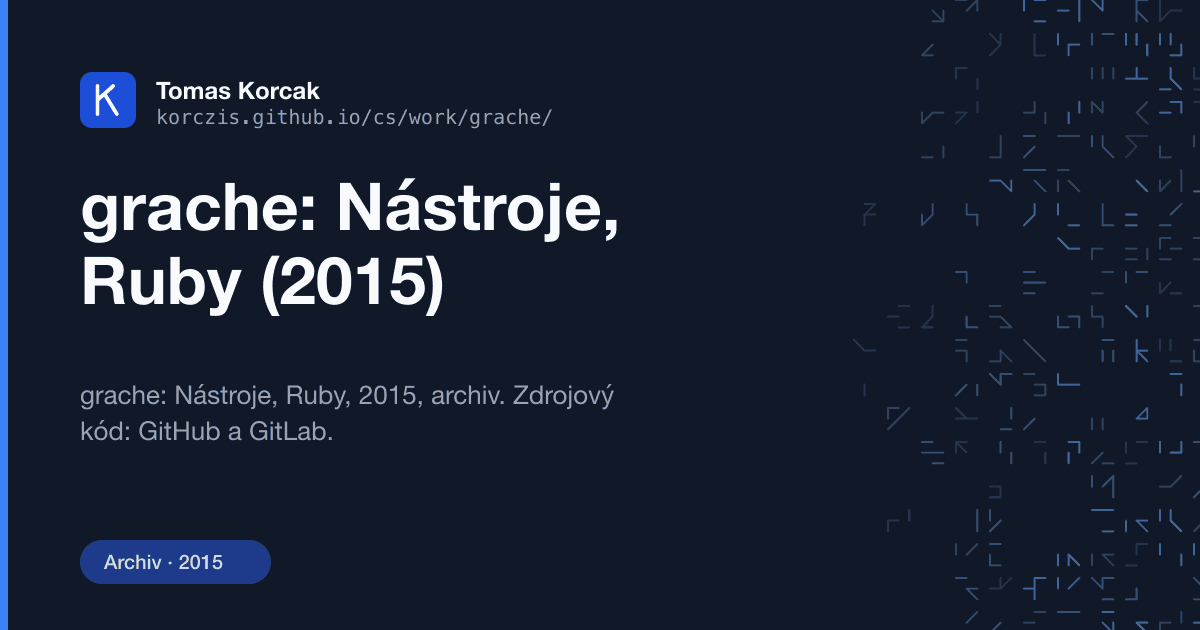 Tomas Korcak
korczis.github.io/cs/work/grache/
grache: Nástroje,
Ruby (2015)
grache: Nástroje, Ruby, 2015, archiv. Zdrojový
kód: GitHub a GitLab.
Archiv · 2015